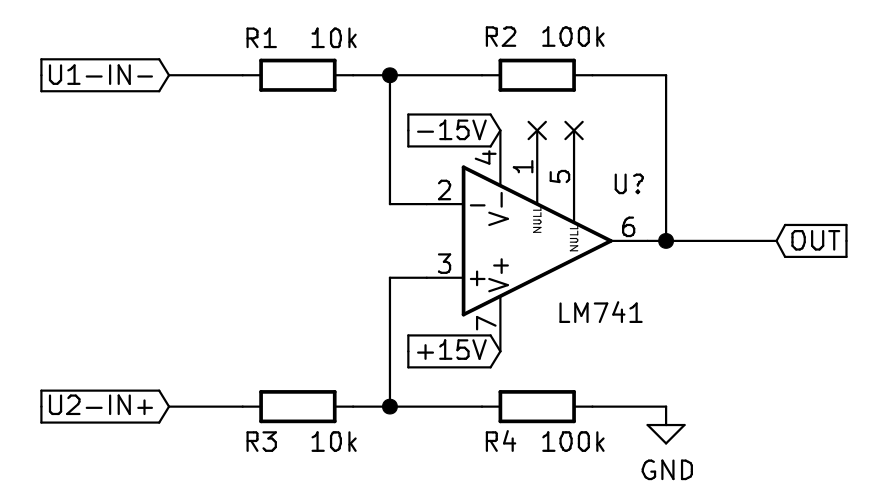 R1 10k
R2 100k
U1-IN-
-15V
4
1
5
U?
2
-
V-
NULL
NULL
6
OUT
3
+
V+
7
LM741
+15V
U2-IN+
R3 10k
R4 100k
GND